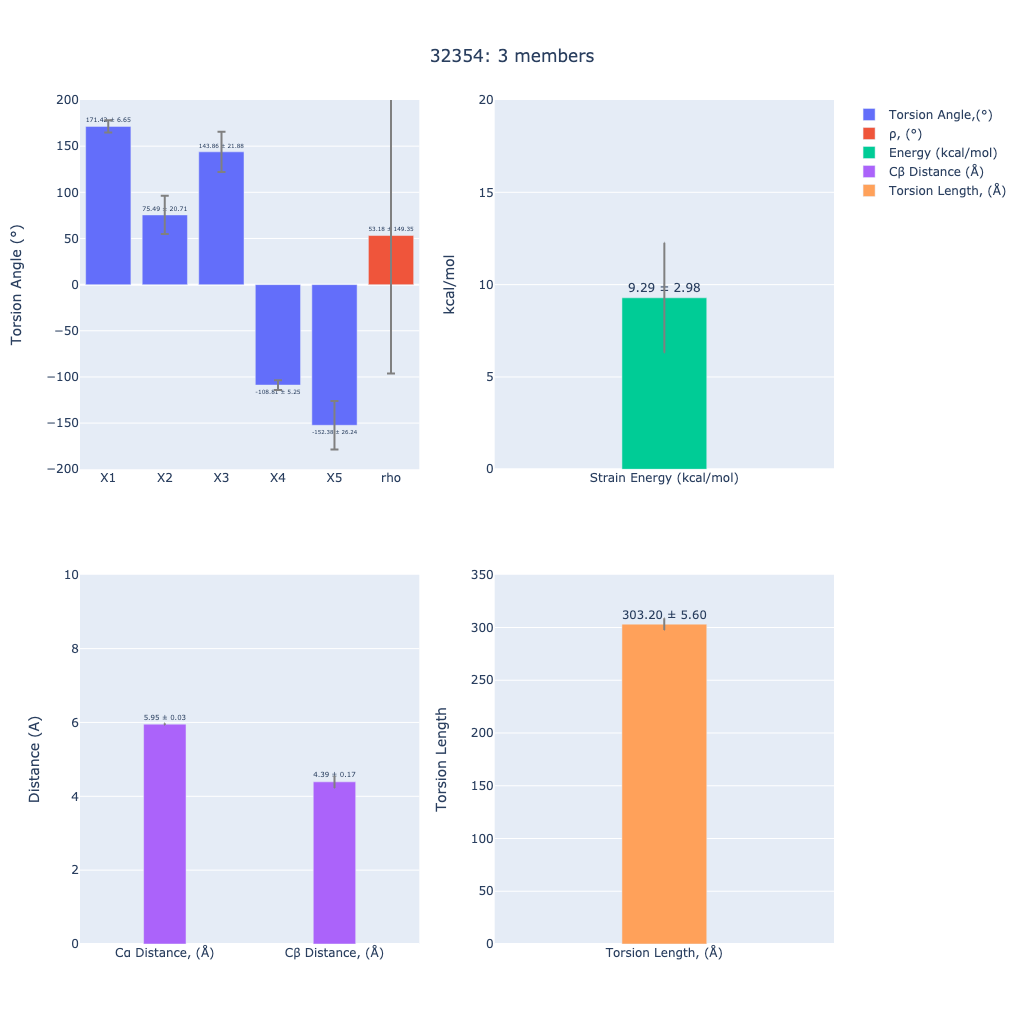 32354: 3 members
200
150
100
50
0
−50
−100
−150
−200
Torsion Angle (°)
171.42 ± 6.65
75.49 ± 20.71
143.86 ± 21.88
-108.81 ± 5.25
-152.38 ± 26.24
53.18 ± 149.35
X1
X2
X3
X4
X5
rho
20
15
10
5
0
kcal/mol
9.29 ± 2.98
Strain Energy (kcal/mol)
Torsion Angle,(°)
ρ, (°)
Energy (kcal/mol)
Cβ Distance (Å)
Torsion Length, (Å)
10
8
6
4
2
0
Distance (A)
5.95 ± 0.03
4.39 ± 0.17
Cα Distance, (Å)
Cβ Distance, (Å)
350
300
250
200
150
100
50
0
Torsion Length
303.20 ± 5.60
Torsion Length, (Å)